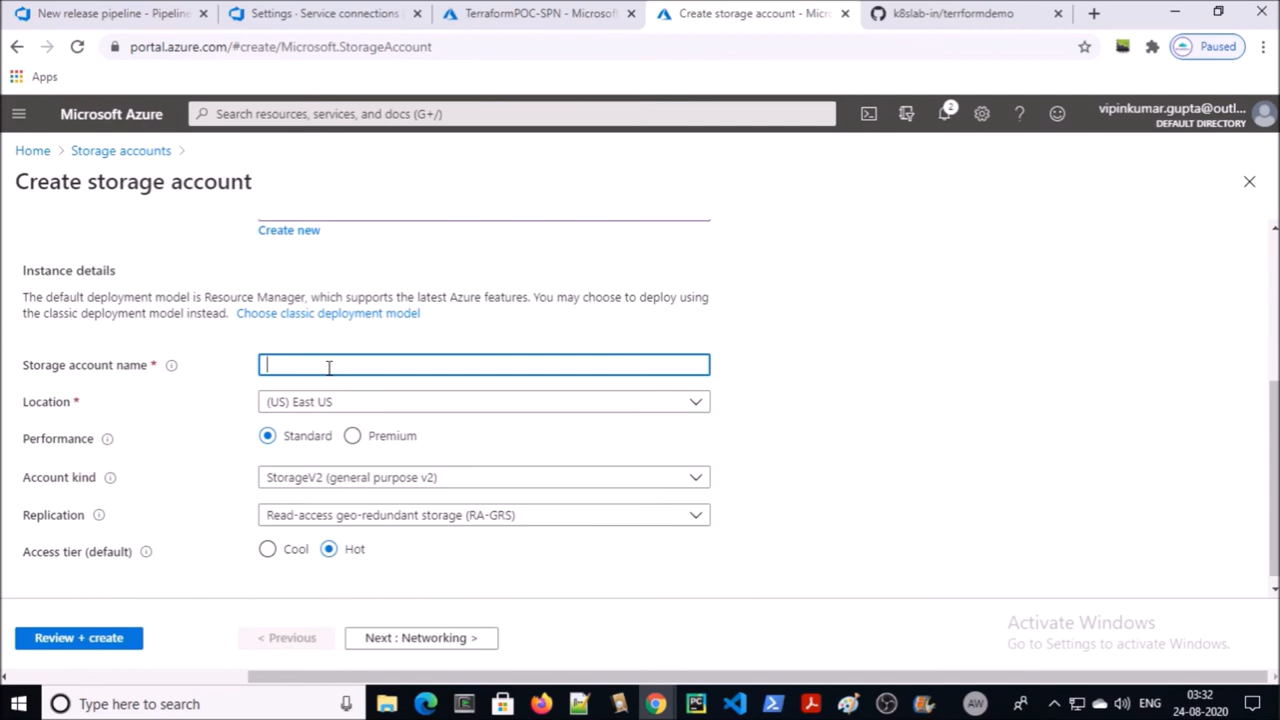 New release pipeline - Pipeline
Settings · Service connections
TerraformPOC-SPN - Microsoft
Create storage account - Micro
k8slab-in/terrformdemo
portal.azure.com/#create/Microsoft.StorageAccount
Paused
Apps
Microsoft Azure
Search resources, services, and docs (G+/)
2
vipinkumar.gupta@outl...
DEFAULT DIRECTORY
Home > Storage accounts >
Create storage account
Create new
Instance details
The default deployment model is Resource Manager, which supports the latest Azure features. You may choose to deploy using
the classic deployment model instead. Choose classic deployment model
Storage account name *
Location * (US) East US
Performance Standard Premium
Account kind StorageV2 (general purpose v2)
Replication Read-access geo-redundant storage (RA-GRS)
Access tier (default) Cool Hot
Review + create < Previous Next : Networking >
Activate Windows
Go to Settings to activate Windows.
Type here to search
AW
ENG
03:32
24-08-2020